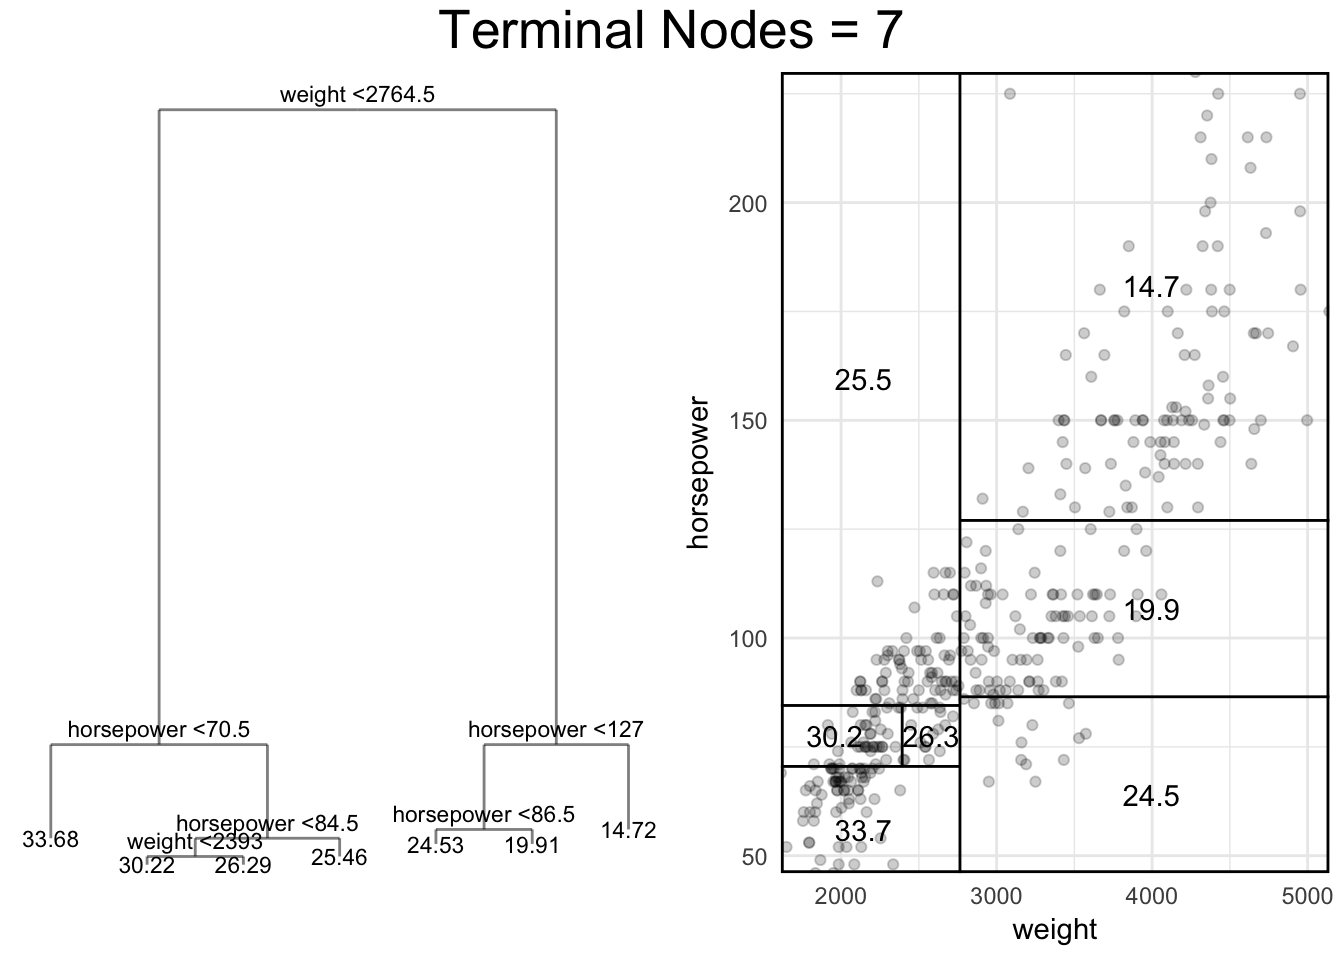 Terminal Nodes = 7
weight <2764.5
horsepower <70.5
horsepower <127
33.68
horsepower <84.5
weight <2393
30.22
26.29
25.46
horsepower <86.5
24.53
19.91
14.72
horsepower
200
150
100
50
14.7
25.5
19.9
30.2
26.3
24.5
33.7
2000
3000
4000
5000
weight